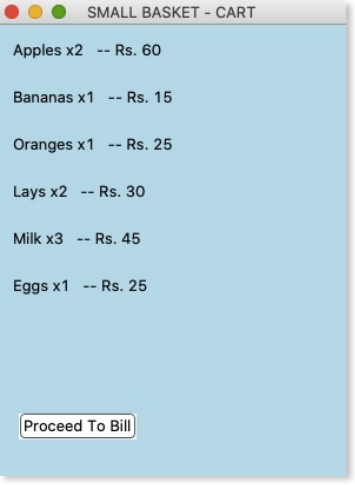 SMALL BASKET - CART
Apples x2 -- Rs. 60
Bananas x1 -- Rs. 15
Oranges x1 -- Rs. 25
Lays x2 -- Rs. 30
Milk x3 -- Rs. 45
Eggs x1 -- Rs. 25
Proceed To Bill